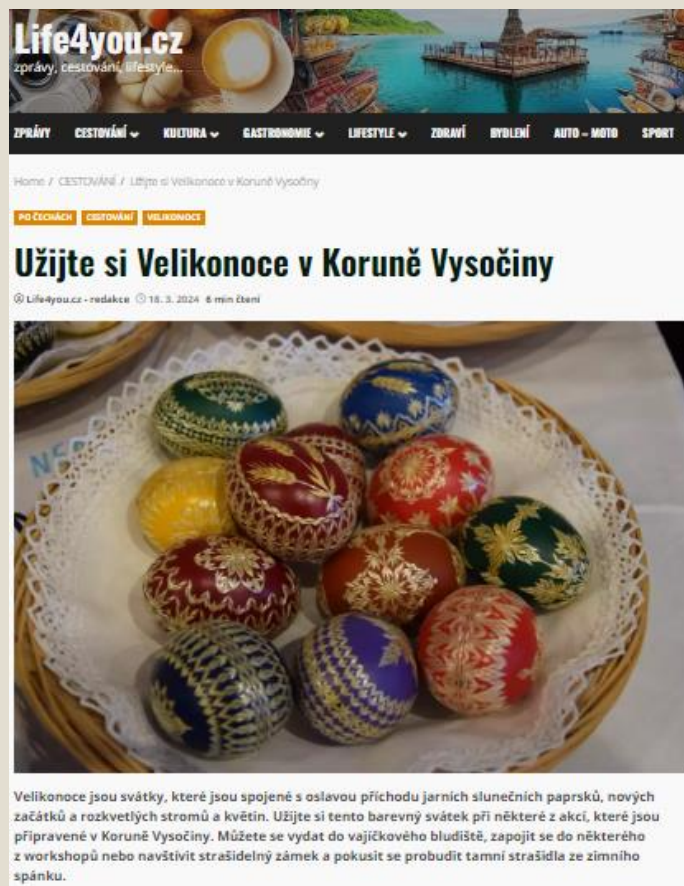 Life4you.cz
zprávy, cestování, lifestyle...
ZPRÁVY CESTOVÁNÍ KULTURA GASTRONOMIE LIFESTYLE ZDRAVÍ BYDLENÍ AUTO – MOTO SPORT
Home / CESTOVÁNÍ / Užijte si Velikonoce v Koruně Vysočiny
PO ČECHÁCH CESTOVÁNÍ VELIKONOCE
Užijte si Velikonoce v Koruně Vysočiny
Life4you.cz - redakce 18. 3. 2024 6 min čtení
Velikonoce jsou svátky, které jsou spojené s oslavou příchodu jarních slunečních paprsků, nových
začátků a rozkvetlých stromů a květin. Užijte si tento barevný svátek při některé z akcí, které jsou
připravené v Koruně Vysočiny. Můžete se vydat do vajíčkového bludiště, zapojit se do některého
z workshopů nebo navštívit strašidelný zámek a pokusit se probudit tamní strašidla ze zimního
spánku.